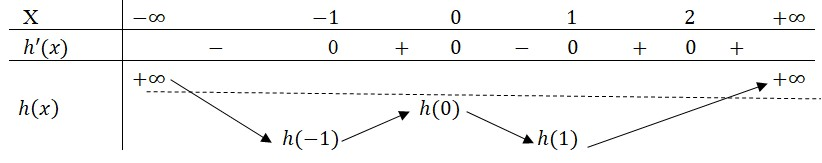 X −∞ −1 0 1 2 +∞
h′(x) − 0 + 0 − 0 + 0 +
+∞ +∞
h(x) h(0)
h(−1) h(1)